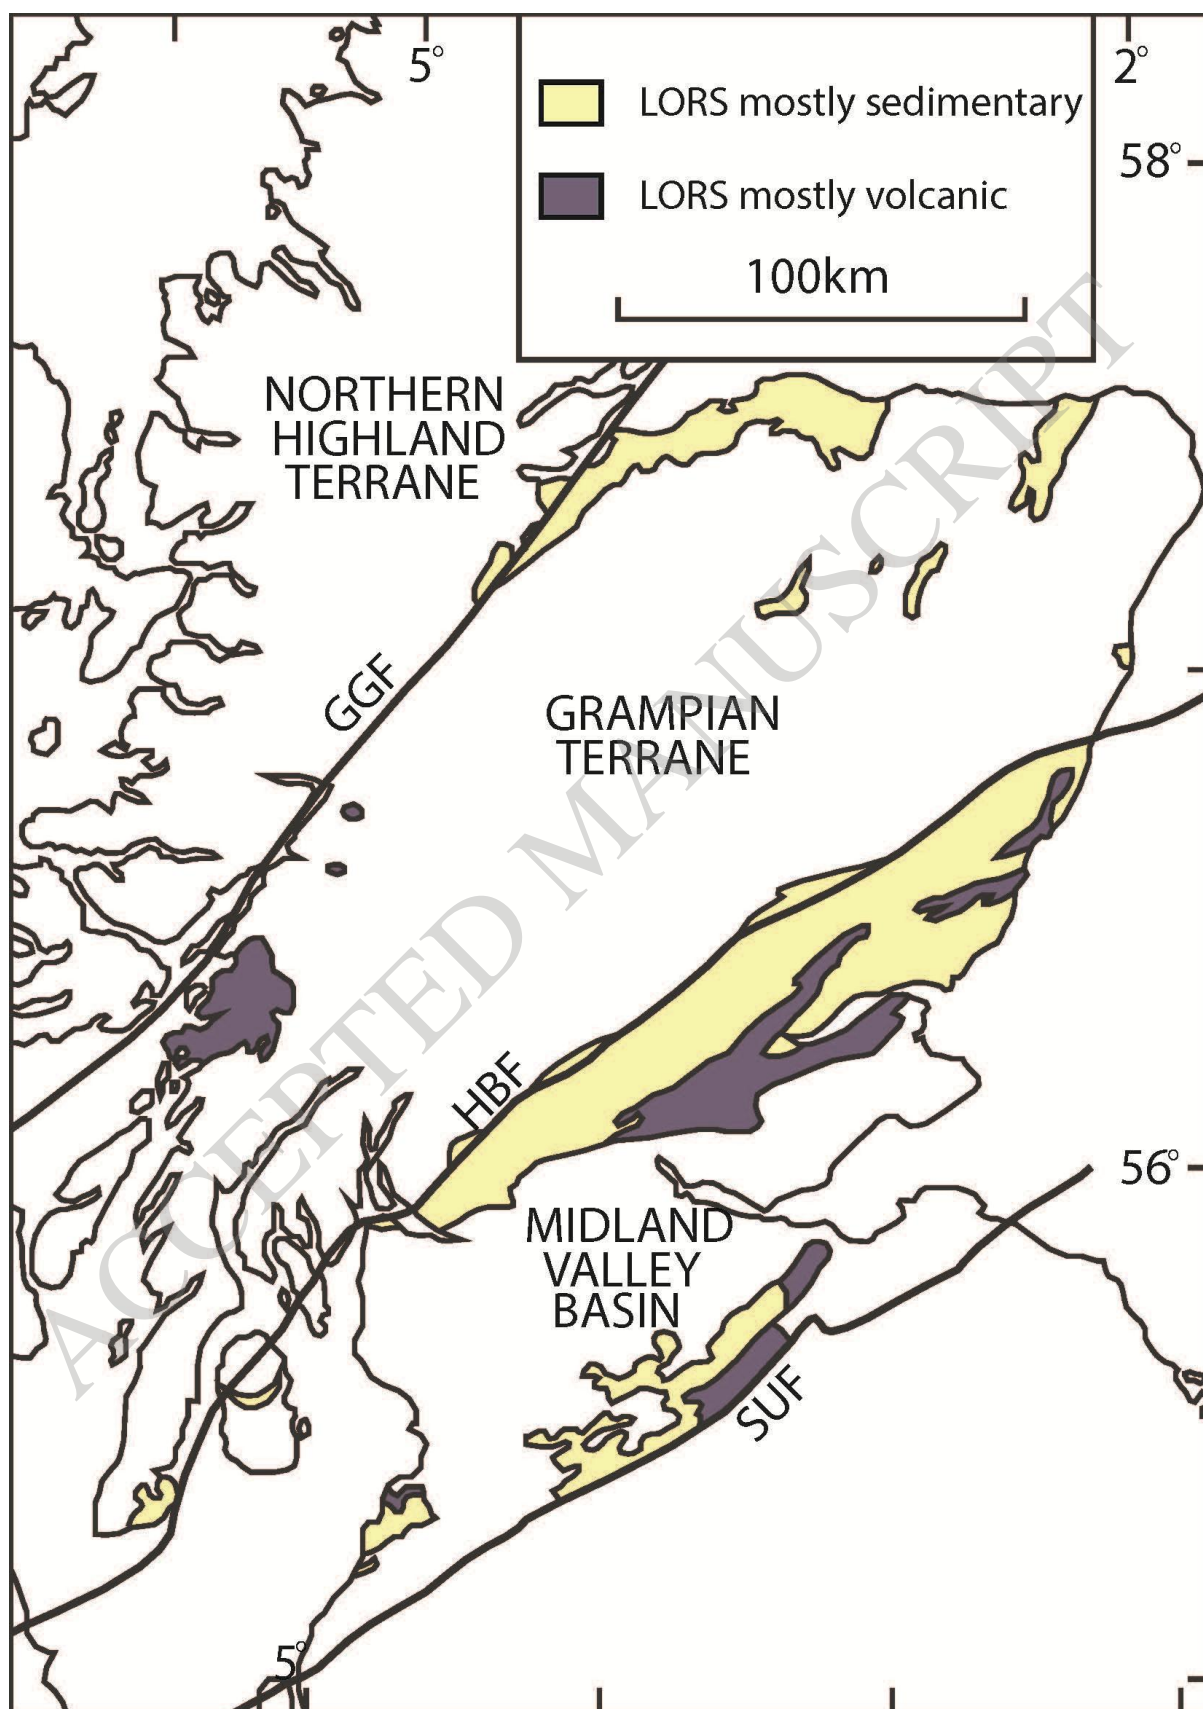 5°
2°
LORS mostly sedimentary
58°
LORS mostly volcanic
100km
NORTHERN
HIGHLAND
TERRANE
GGF
GRAMPIAN
TERRANE
HBF
56°
MIDLAND
VALLEY
BASIN
SUF
5°
ACCEPTED MANUSCRIPT